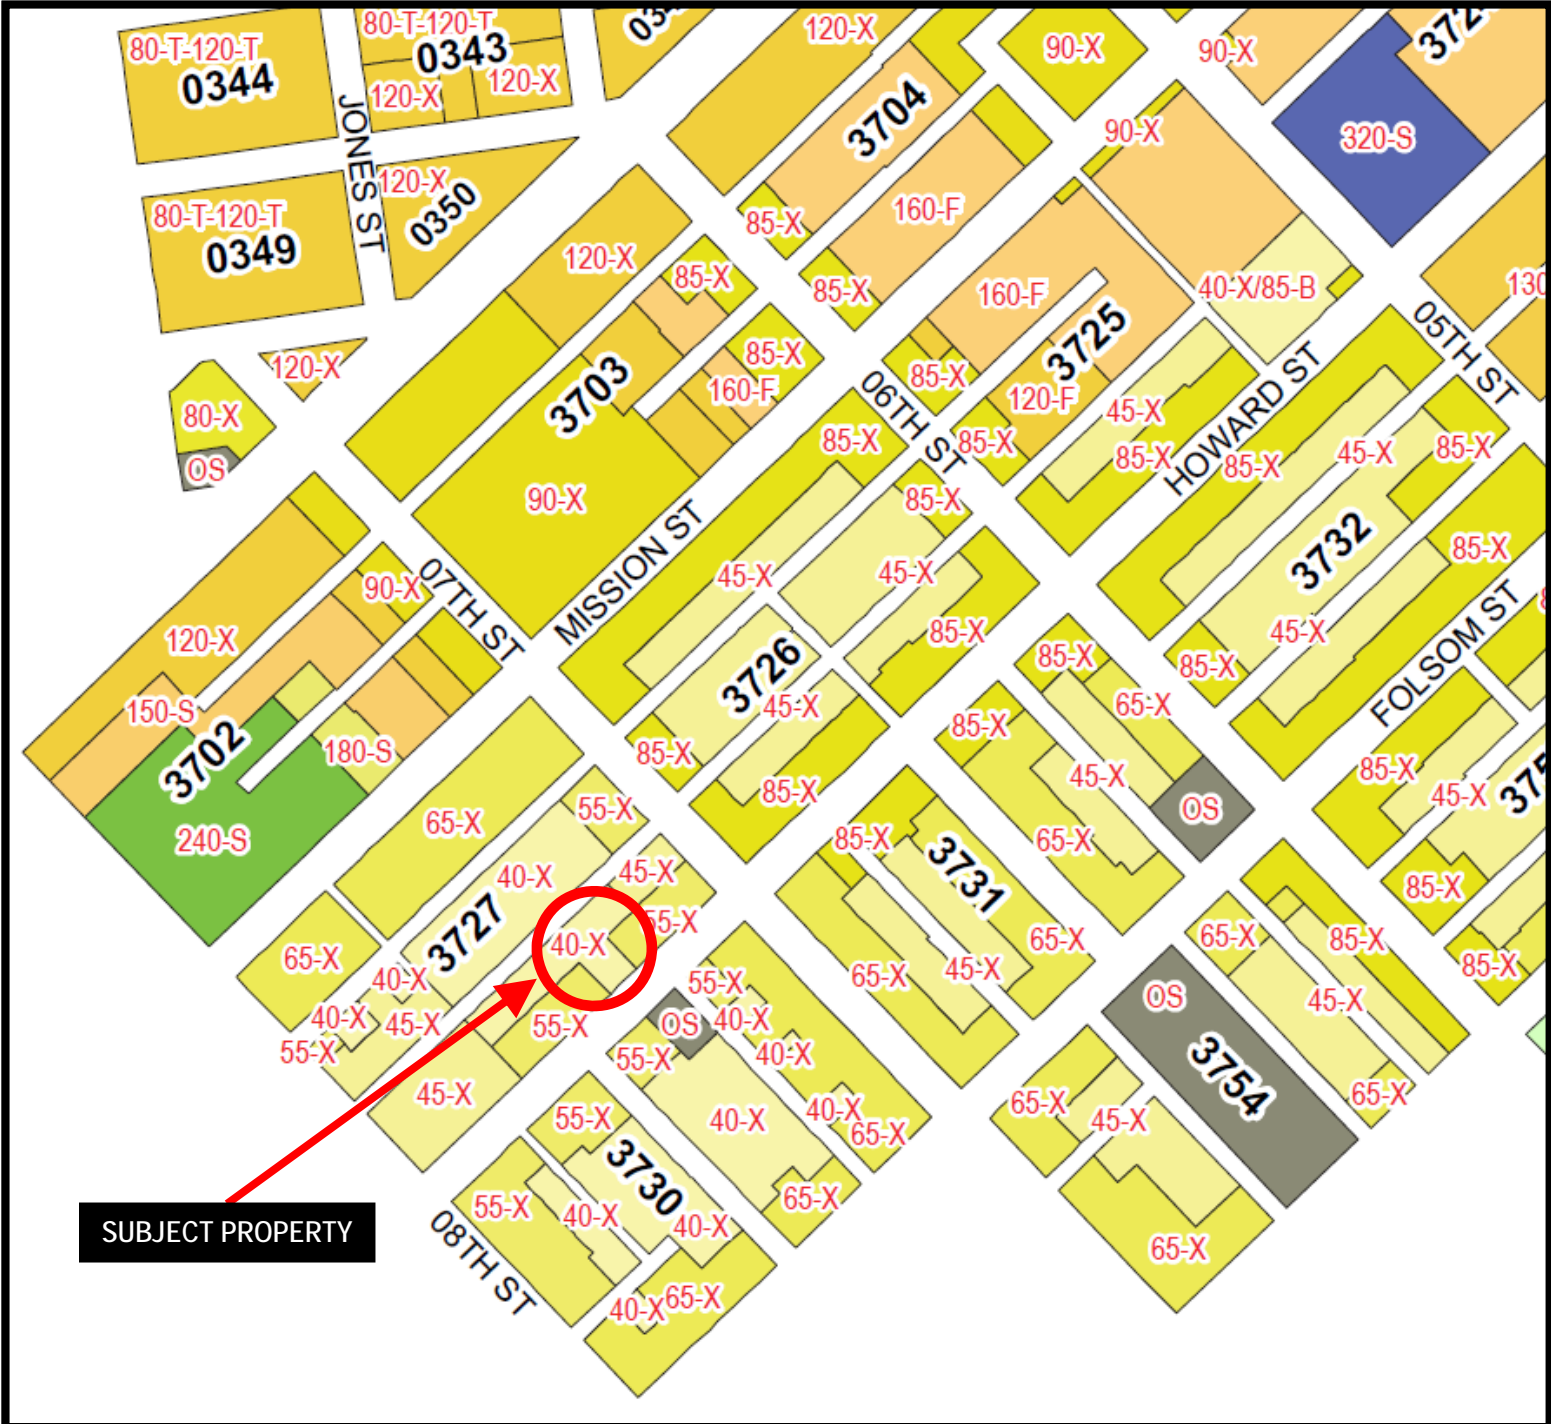 80-T-120-T
0344
80-T-120-T
0343
120-X
120-X
120-X
90-X
90-X
320-S
3704
90-X
JONES ST
120-X
0350
80-T-120-T
0349
85-X
160-F
120-X
85-X
85-X
160-F
40-X/85-B
130
120-X
85-X
160-F
3703
85-X
3725
120-F
05TH ST
80-X
OS
06TH ST
45-X
85-X
HOWARD ST
85-X
85-X
85-X
45-X
85-X
90-X
MISSION ST
85-X
3732
85-X
07TH ST
90-X
45-X
45-X
120-X
85-X
45-X
FOLSOM ST
3726
85-X
85-X
65-X
150-S
3702
180-S
45-X
85-X
85-X
45-X
85-X
85-X
45-X
OS
65-X
55-X
240-S
85-X
65-X
3731
45-X
40-X
85-X
3727
40-X
55-X
65-X
65-X
85-X
85-X
65-X
40-X
55-X
65-X
45-X
OS
45-X
40-X
45-X
55-X
OS
40-X
55-X
55-X
40-X
3754
45-X
40-X
40-X
65-X
65-X
45-X
65-X
55-X
3730
65-X
55-X
40-X
40-X
65-X
SUBJECT PROPERTY
08TH ST
40-X
65-X